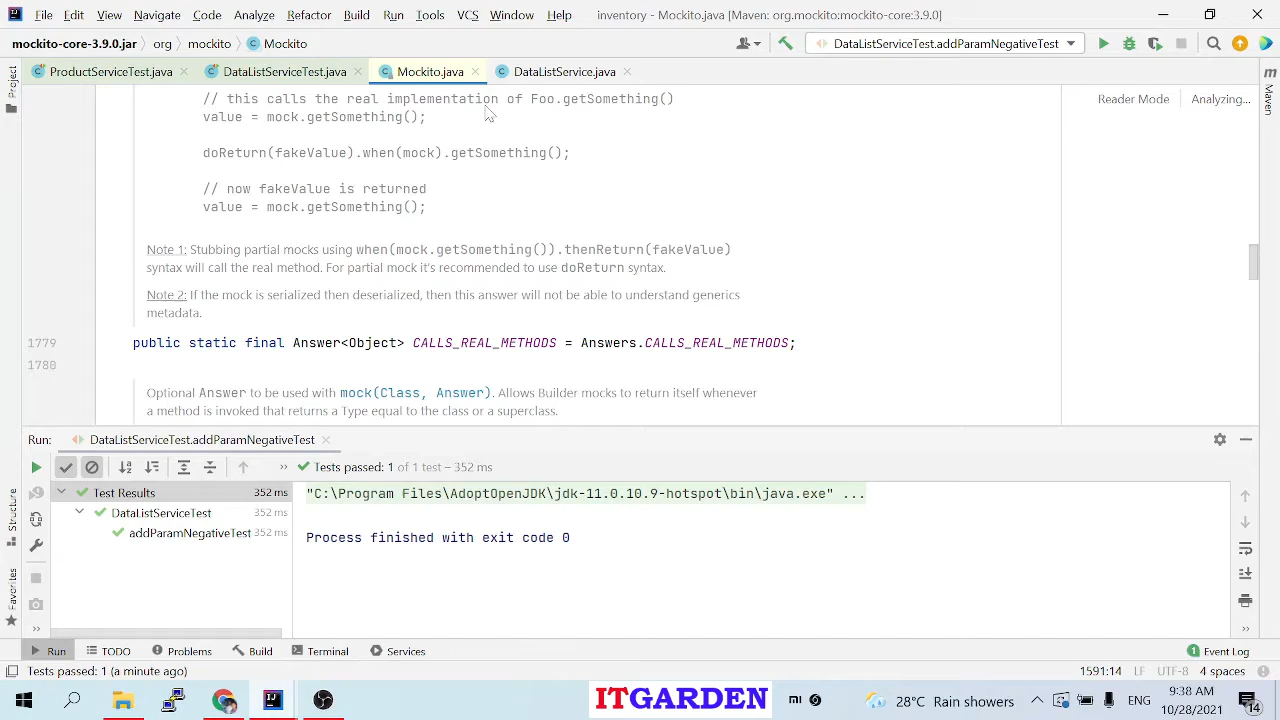 File Edit View Navigate Code Refactor Build Run Tools VCS Window Help inventory - Mockito.java [Maven: org.mockito:mockito-core:3.9.0]
mockito-core-3.9.0.jar org mockito Mockito DataListServiceTest.addParamNegativeTest
ProductServiceTest.java DataListServiceTest.java Mockito.java DataListService.java
Project
Maven
Reader Mode Analyzing...
// this calls the real implementation of Foo.getSomething()
value = mock.getSomething();
doReturn(fakeValue).when(mock).getSomething();
// now fakeValue is returned
value = mock.getSomething();
Note 1: Stubbing partial mocks using when(mock.getSomething()).thenReturn(fakeValue)
syntax will call the real method. For partial mock it's recommended to use doReturn syntax.
Note 2: If the mock is serialized then deserialized, then this answer will not be able to understand generics
metadata.
1779 public static final Answer<Object> CALLS_REAL_METHODS = Answers.CALLS_REAL_METHODS;
1780
Optional Answer to be used with mock(Class, Answer). Allows Builder mocks to return itself whenever
a method is invoked that returns a Type equal to the class or a superclass.
Run: DataListServiceTest.addParamNegativeTest
Tests passed: 1 of 1 test – 352 ms
Test Results 352 ms
DataListServiceTest 352 ms
addParamNegativeTest 352 ms
"C:\Program Files\AdoptOpenJDK\jdk-11.0.10.9-hotspot\bin\java.exe" ...
Process finished with exit code 0
Structure
Favorites
Run TODO Problems Build Terminal Services 1 Event Log
Tests passed: 1 (a minute ago) 1591:14 LF UTF-8 4 spaces
ITGARDEN
28°C Rain showers
ENG
9:38 AM
10/28/2021
14